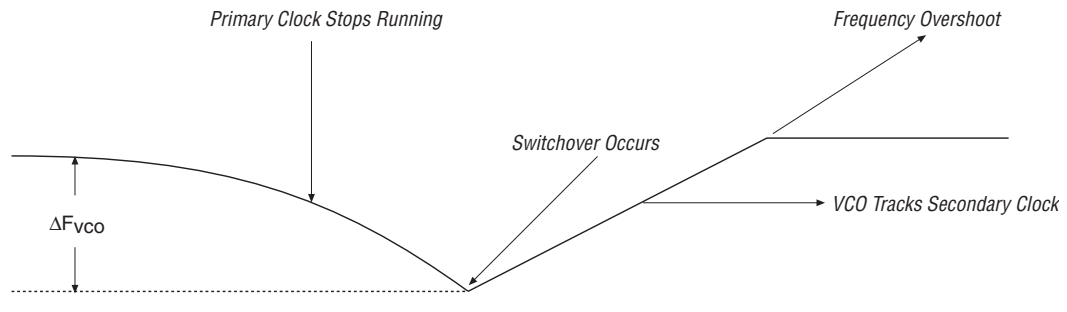 Primary Clock Stops Running
Frequency Overshoot
Switchover Occurs
VCO Tracks Secondary Clock
ΔFvco